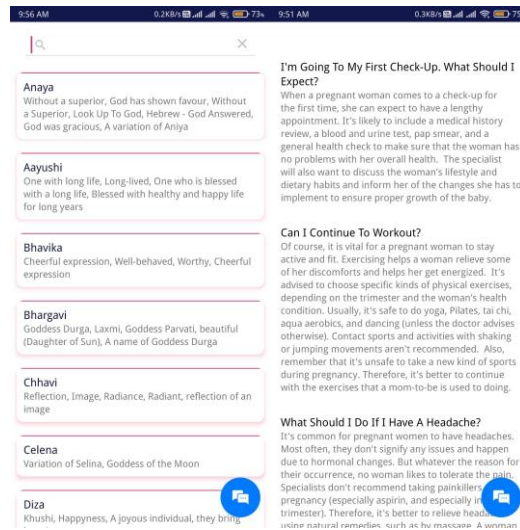 9:56 AM
0.2KB/s
73%
Anaya
Without a superior, God has shown favour, Without
a Superior, Look Up To God, Hebrew - God Answered,
God was gracious, A variation of Aniya
Aayushi
One with long life, Long-lived, One who is blessed
with a long life, Blessed with healthy and happy life
for long years
Bhavika
Cheerful expression, Well-behaved, Worthy, Cheerful
expression
Bhargavi
Goddess Durga, Laxmi, Goddess Parvati, beautiful
(Daughter of Sun), A name of Goddess Durga
Chhavi
Reflection, Image, Radiance, Radiant, reflection of an
image
Celena
Variation of Selina, Goddess of the Moon
Diza
Khushi, Happyness, A joyous individual, they bring
9:51 AM
0.3KB/s
I'm Going To My First Check-Up. What Should I
Expect?
When a pregnant woman comes to a check-up for
the first time, she can expect to have a lengthy
appointment. It's likely to include a medical history
review, a blood and urine test, pap smear, and a
general health check to make sure that the woman has
no problems with her overall health. The specialist
will also want to discuss the woman's lifestyle and
dietary habits and inform her of the changes she has to
implement to ensure proper growth of the baby.
Can I Continue To Workout?
Of course, it is vital for a pregnant woman to stay
active and fit. Exercising helps a woman relieve some
of her discomforts and helps her get energized. It's
advised to choose specific kinds of physical exercises,
depending on the trimester and the woman's health
condition. Usually, it's safe to do yoga, Pilates, tai chi,
aqua aerobics, and dancing (unless the doctor advises
otherwise). Contact sports and activities with shaking
or jumping movements aren't recommended. Also,
remember that it's unsafe to take a new kind of sports
during pregnancy. Therefore, it's better to continue
with the exercises that a mom-to-be is used to doing.
What Should I Do If I Have A Headache?
It's common for pregnant women to have headaches.
Most often, they don't signify any issues and happen
due to hormonal changes. But whatever the reason for
their occurrence, no woman likes to tolerate the pain.
Specialists don't recommend taking painkillers
pregnancy (especially aspirin, and especially in
trimester). Therefore, it's better to relieve
using natural remedies, such as by massage. A woman